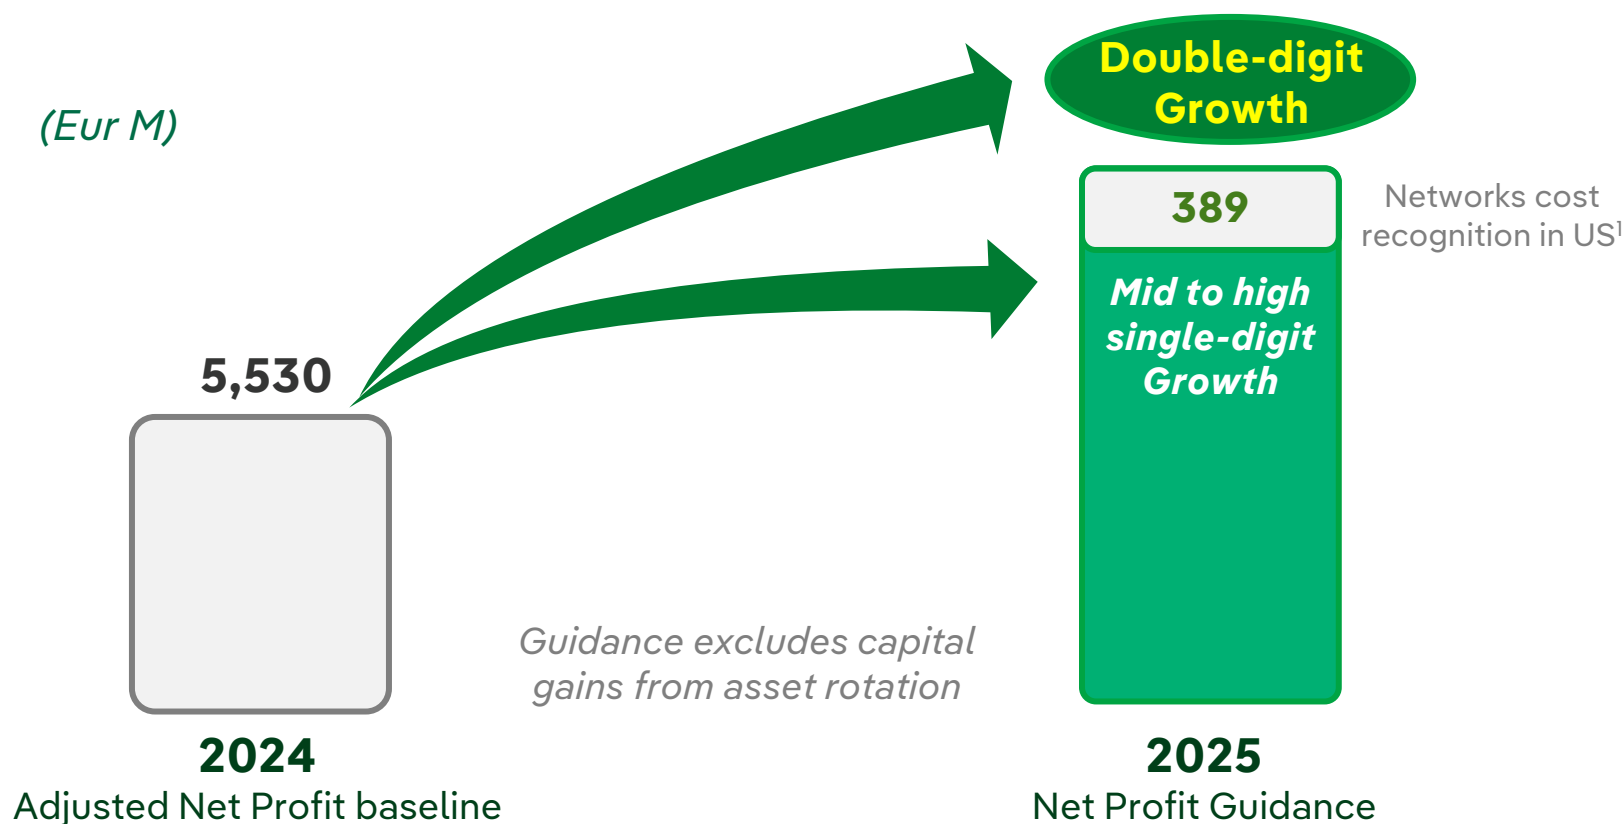 (Eur M)
Double-digit
Growth
389
Networks cost
recognition in US¹
Mid to high
single-digit
Growth
5,530
Guidance excludes capital
gains from asset rotation
2024
Adjusted Net Profit baseline
2025
Net Profit Guidance